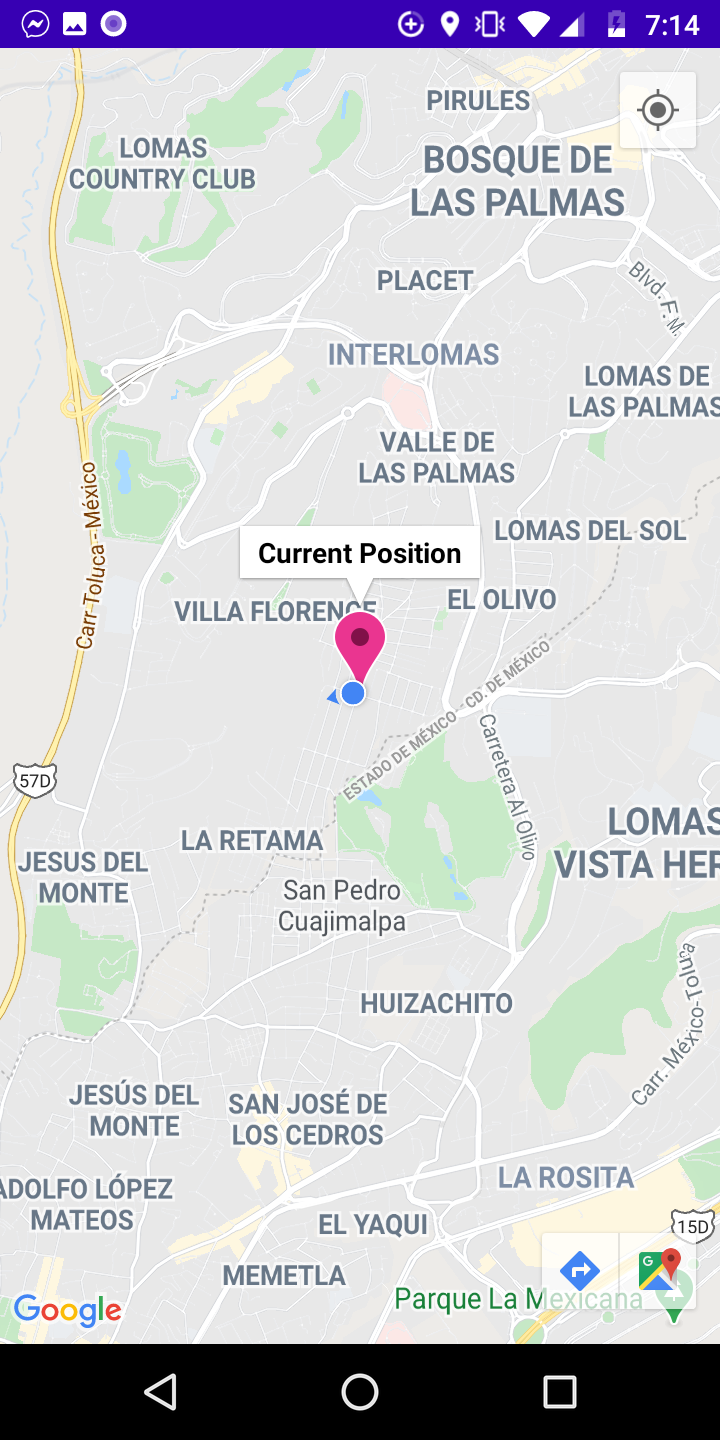 7:14
PIRULES
LOMAS
COUNTRY CLUB
BOSQUE DE
LAS PALMAS
PLACET
Blvd. F. M.
INTERLOMAS
LOMAS DE
LAS PALMAS
VALLE DE
LAS PALMAS
Carr Toluca - México
LOMAS DEL SOL
Current Position
VILLA FLORENCE
EL OLIVO
ESTADO DE MÉXICO
CD. DE MÉXICO
Carretera Al Olivo
57D
LA RETAMA
LOMAS
VISTA HER
JESUS DEL
MONTE
San Pedro
Cuajimalpa
HUIZACHITO
Carr. México-Toluca
JESÚS DEL
MONTE
SAN JOSÉ DE
LOS CEDROS
LA ROSITA
ADOLFO LÓPEZ
MATEOS
EL YAQUI
15D
MEMETLA
G
Parque La Mexicana
Google